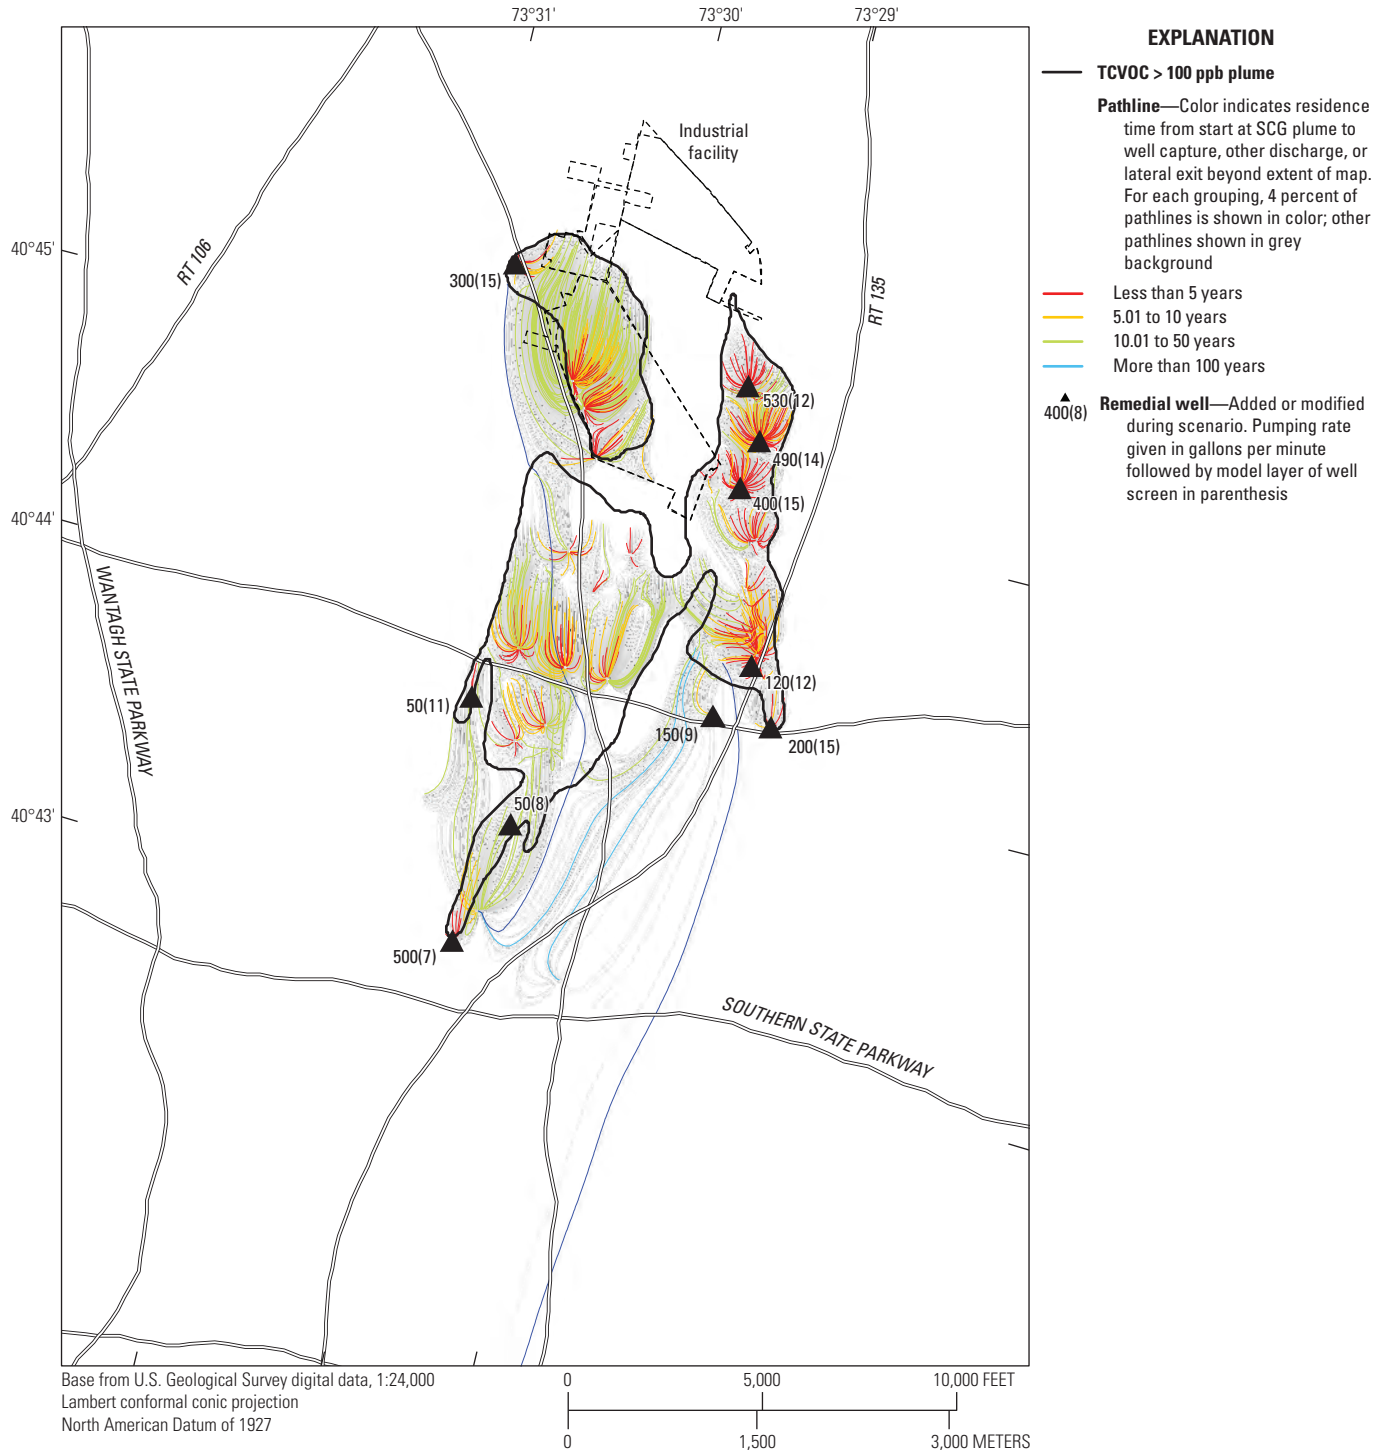 73°31'
73°30'
73°29'
EXPLANATION
TCVOC > 100 ppb plume
Pathline—Color indicates residence
time from start at SCG plume to
well capture, other discharge, or
lateral exit beyond extent of map.
For each grouping, 4 percent of
pathlines is shown in color; other
pathlines shown in grey
background
Less than 5 years
5.01 to 10 years
10.01 to 50 years
More than 100 years
400(8)
Remedial well—Added or modified
during scenario. Pumping rate
given in gallons per minute
followed by model layer of well
screen in parenthesis
Industrial
facility
40°45'
RT 106
300(15)
RT 135
530(12)
490(14)
400(15)
40°44'
WANTAGH STATE PARKWAY
120(12)
50(11)
150(9)
200(15)
40°43'
50(8)
500(7)
SOUTHERN STATE PARKWAY
Base from U.S. Geological Survey digital data, 1:24,000
Lambert conformal conic projection
North American Datum of 1927
0
5,000
10,000 FEET
0
1,500
3,000 METERS